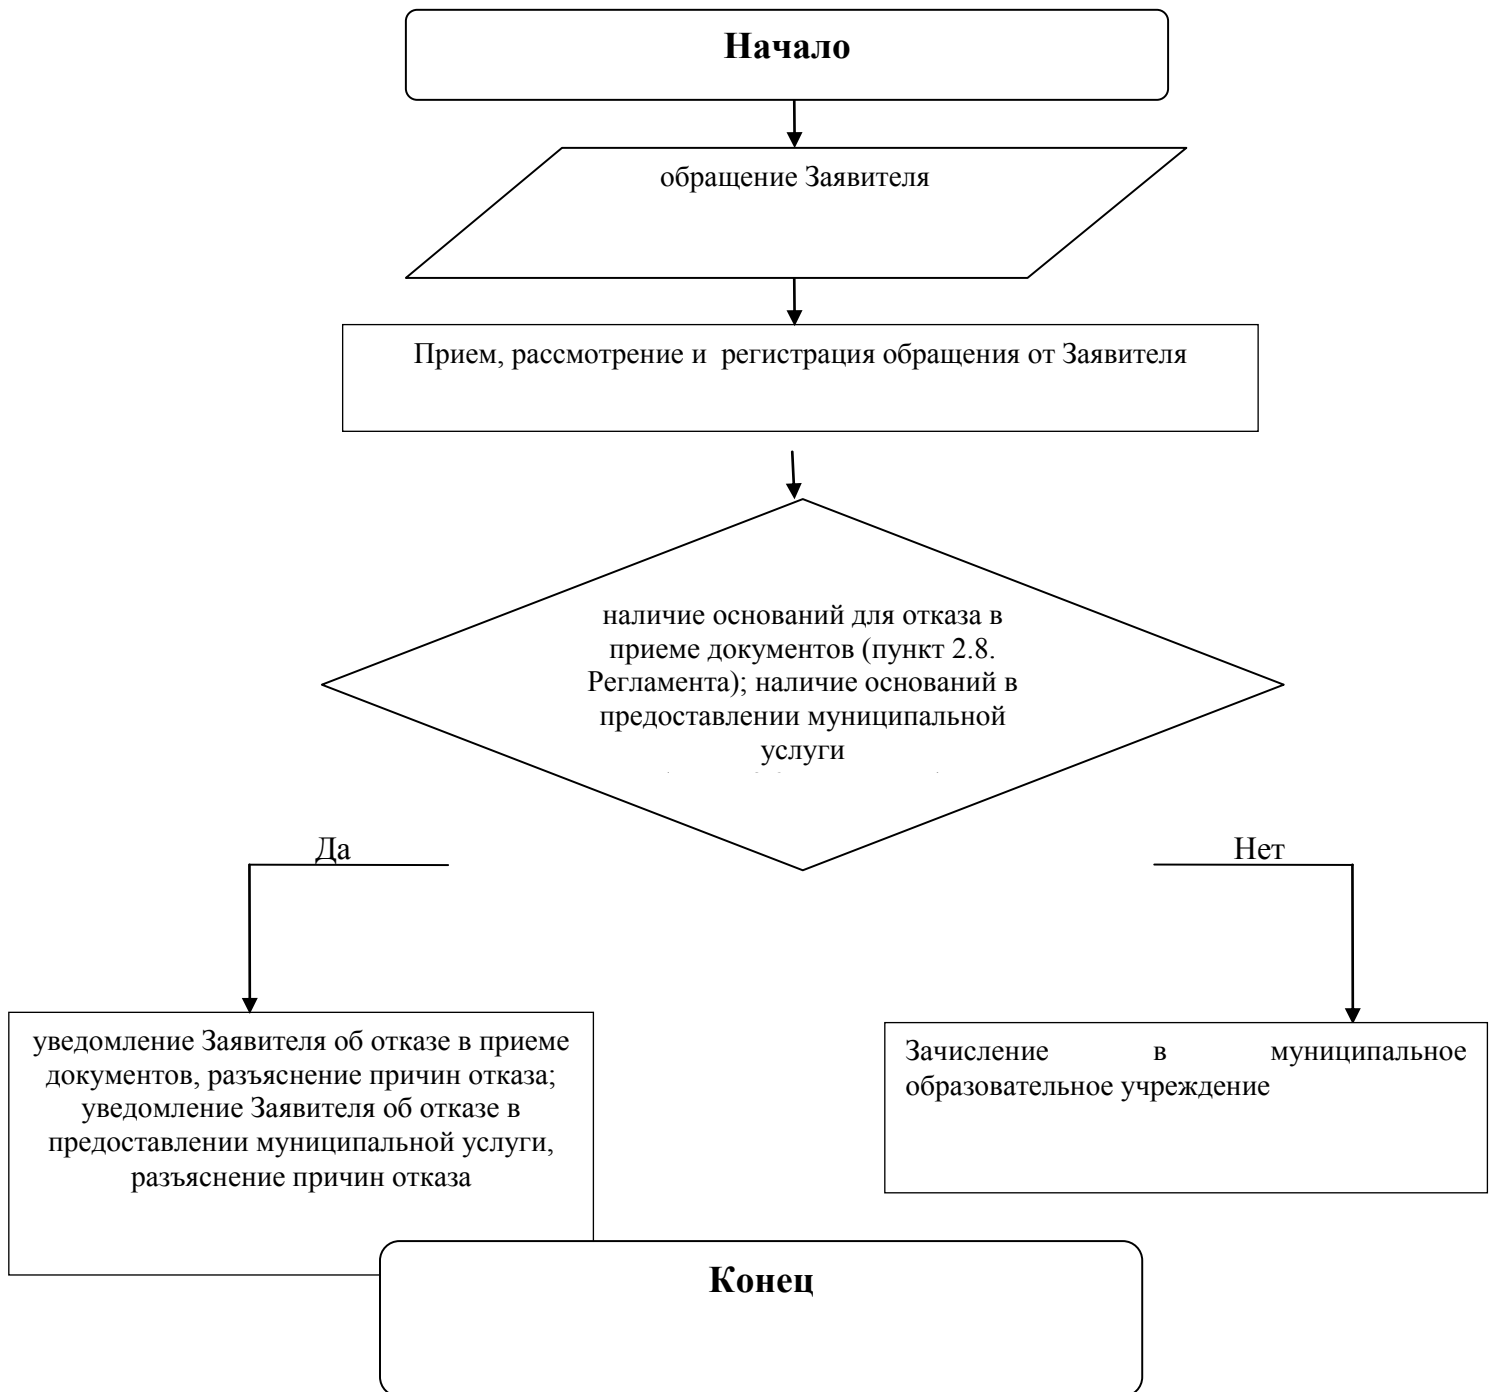 Начало
обращение Заявителя
Прием, рассмотрение и регистрация обращения от Заявителя
наличие оснований для отказа в
приеме документов (пункт 2.8.
Регламента); наличие оснований в
предоставлении муниципальной
услуги
Да
Нет
уведомление Заявителя об отказе в приеме
документов, разъяснение причин отказа;
уведомление Заявителя об отказе в
предоставлении муниципальной услуги,
разъяснение причин отказа
Зачисление в муниципальное
образовательное учреждение
Конец